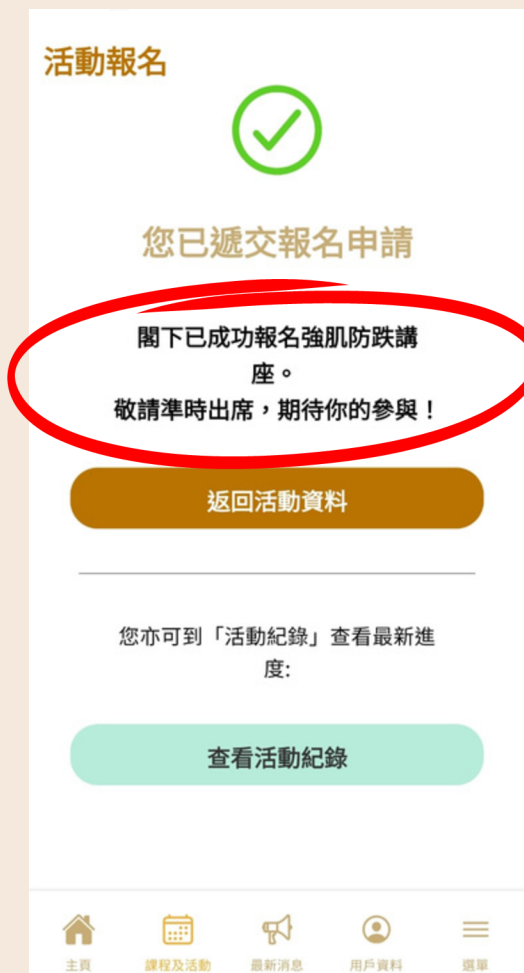 活動報名
您已遞交報名申請
閣下已成功報名強肌防跌講
座。
敬請準時出席，期待你的參與！
返回活動資料
您亦可到「活動紀錄」查看最新進
度:
查看活動紀錄
主頁 課程及活動 最新消息 用戶資料 選單